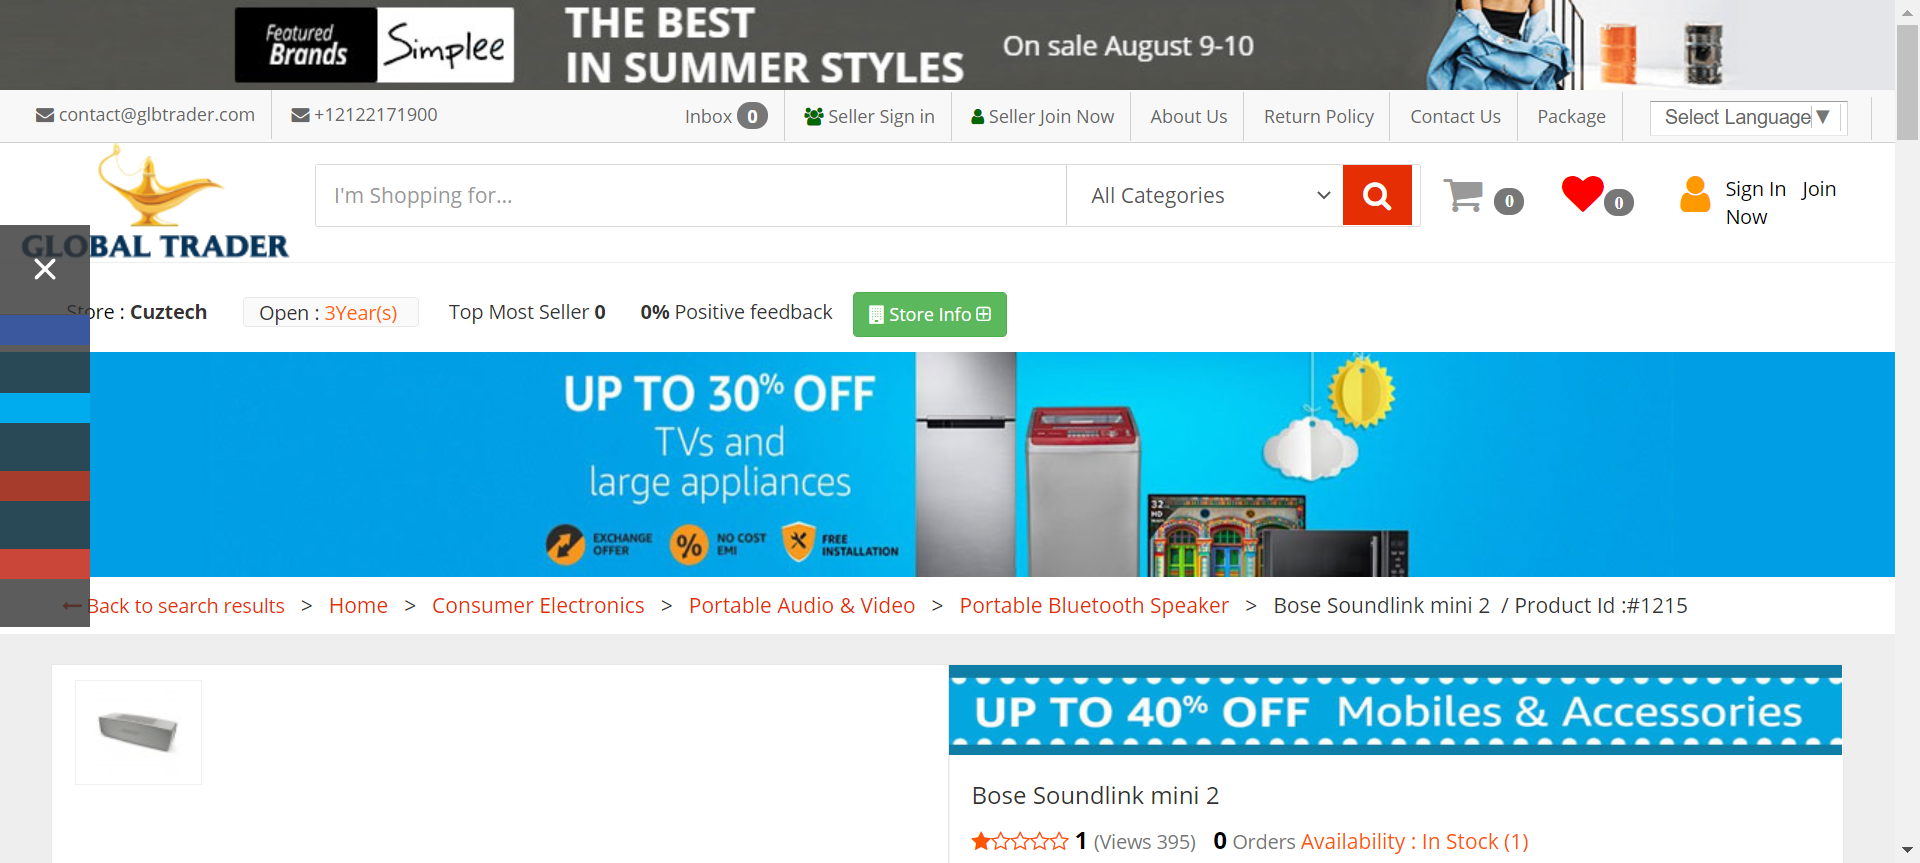 Featured Brands
Simplee
THE BEST
IN SUMMER STYLES
On sale August 9-10
contact@glbtrader.com
+12122171900
Inbox 0
Seller Sign in
Seller Join Now
About Us
Return Policy
Contact Us
Package
Select Language▼
GLOBAL TRADER
I'm Shopping for...
All Categories
0
0
Sign In Join
Now
Store : Cuztech
Open : 3Year(s)
Top Most Seller 0
0% Positive feedback
Store Info
UP TO 30% OFF
TVs and
large appliances
EXCHANGE OFFER
NO COST EMI
FREE INSTALLATION
32 HD
Back to search results > Home > Consumer Electronics > Portable Audio & Video > Portable Bluetooth Speaker > Bose Soundlink mini 2 / Product Id :#1215
UP TO 40% OFF Mobiles & Accessories
Bose Soundlink mini 2
1 (Views 395) 0 Orders Availability : In Stock (1)